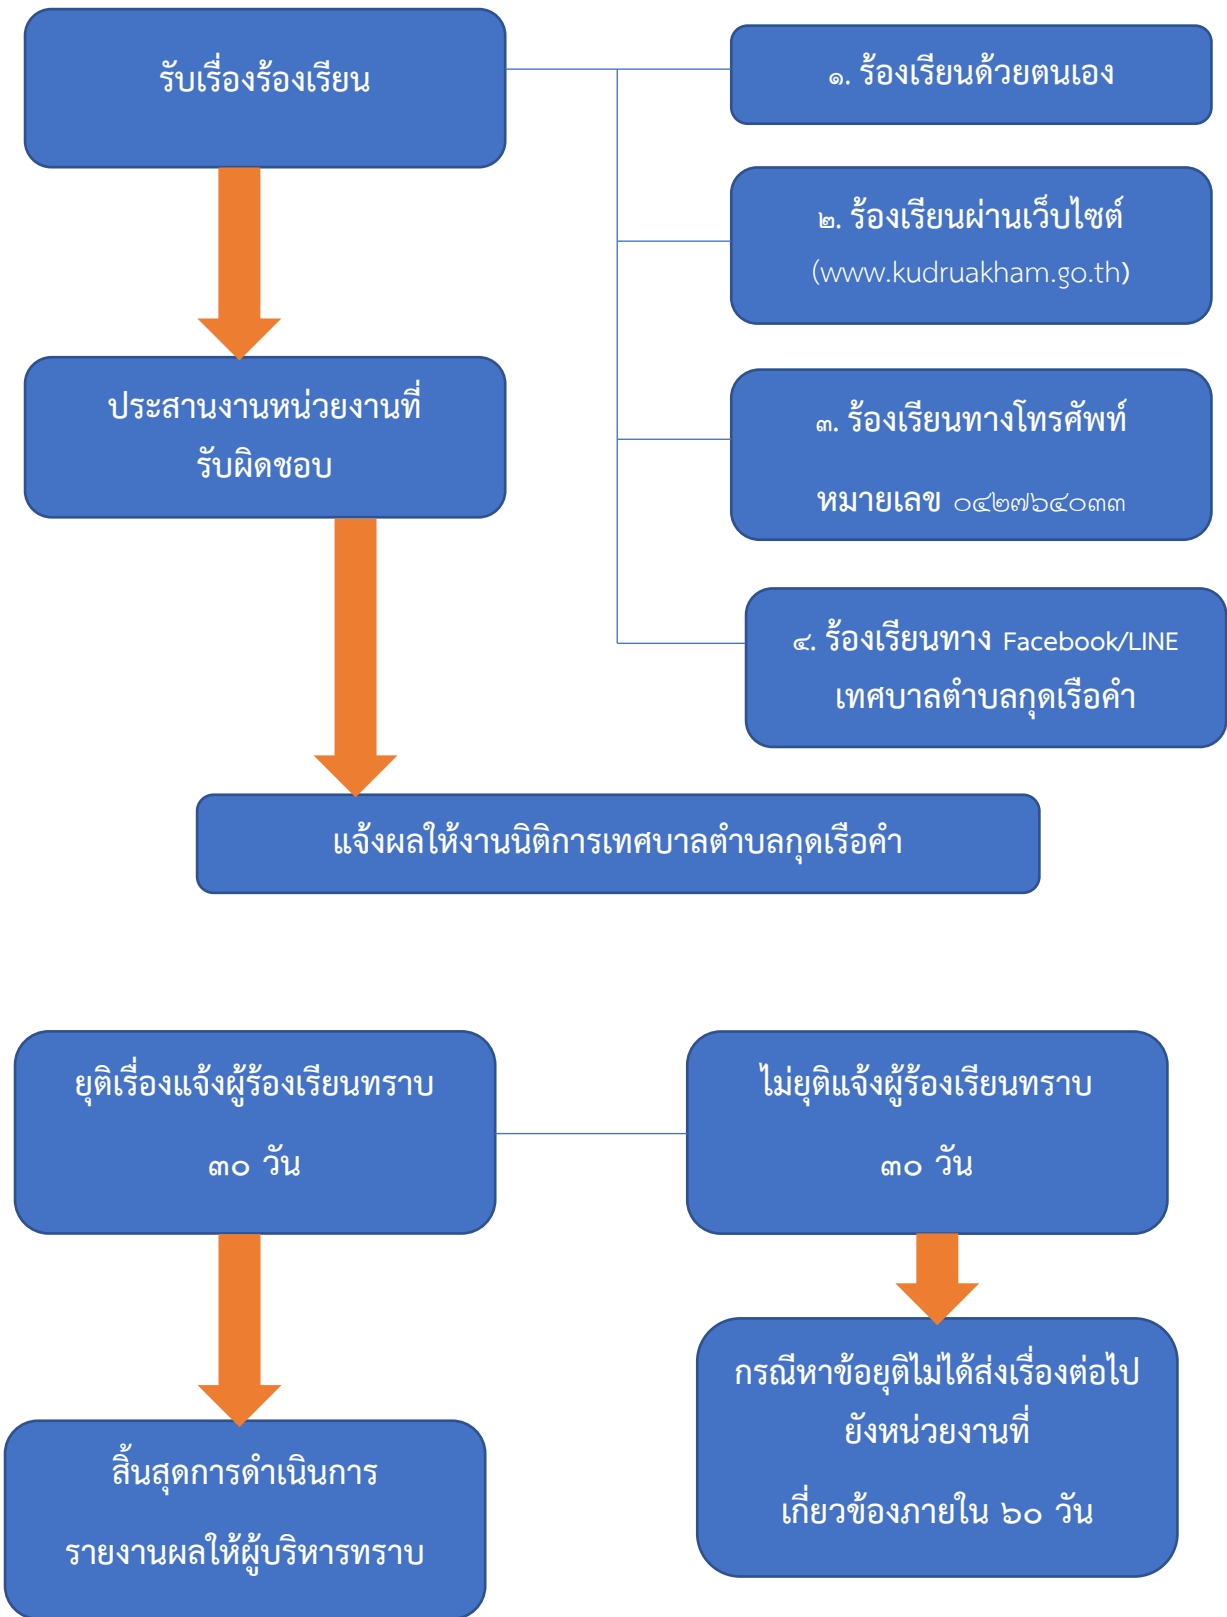 รับเรื่องร้องเรียน
๑. ร้องเรียนด้วยตนเอง
๒. ร้องเรียนผ่านเว็บไซต์
(www.kudruakham.go.th)
ประสานงานหน่วยงานที่
รับผิดชอบ
๓. ร้องเรียนทางโทรศัพท์
หมายเลข ๐๔๒๗๖๔๐๓๓
๔. ร้องเรียนทาง Facebook/LINE
เทศบาลตำบลกุดเรือคำ
แจ้งผลให้งานนิติการเทศบาลตำบลกุดเรือคำ
ยุติเรื่องแจ้งผู้ร้องเรียนทราบ
๓๐ วัน
ไม่ยุติแจ้งผู้ร้องเรียนทราบ
๓๐ วัน
สิ้นสุดการดำเนินการ
รายงานผลให้ผู้บริหารทราบ
กรณีหาข้อยุติไม่ได้ส่งเรื่องต่อไป
ยังหน่วยงานที่
เกี่ยวข้องภายใน ๖๐ วัน